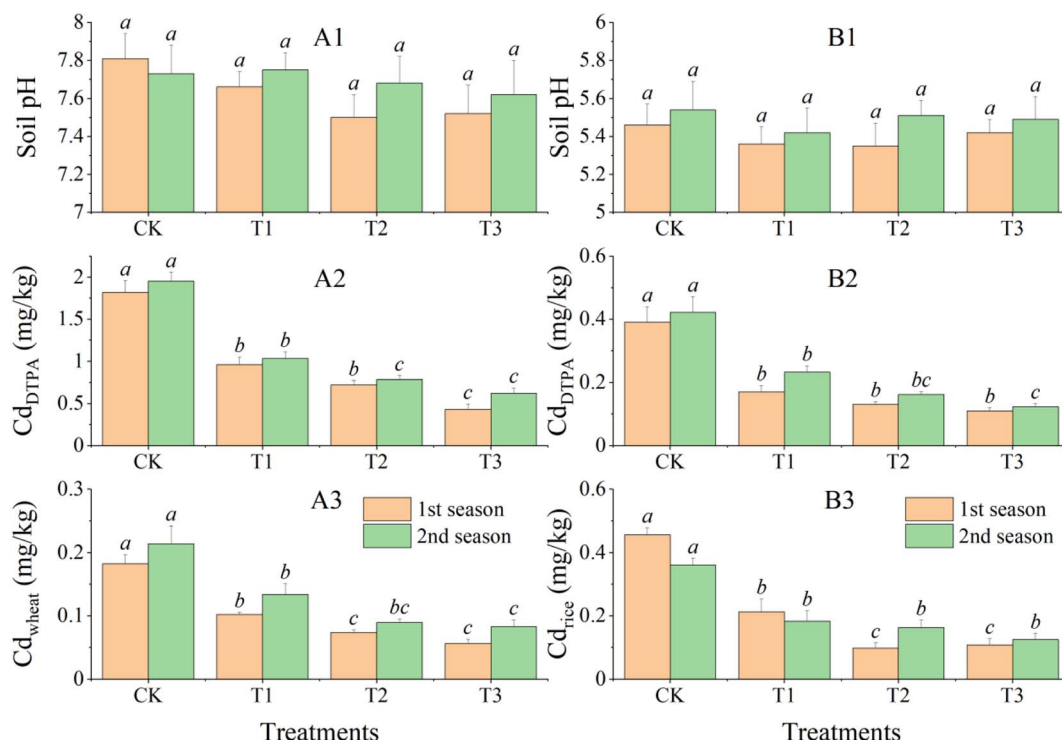 A1
Soil pH
8
7.8
7.6
7.4
7.2
7
a a a a a a a a
CK T1 T2 T3
B1
Soil pH
6
5.8
5.6
5.4
5.2
5
a a a a a a a a
CK T1 T2 T3
A2
Cd_DTPA (mg/kg)
2
1.5
1
0.5
0
a a b b b c c c
CK T1 T2 T3
B2
Cd_DTPA (mg/kg)
0.6
0.4
0.2
0
a a b b b bc b c
CK T1 T2 T3
A3
1st season
2nd season
Cd_wheat (mg/kg)
0.3
0.2
0.1
0
a a b b c bc c c
CK T1 T2 T3
Treatments
B3
1st season
2nd season
Cd_rice (mg/kg)
0.6
0.4
0.2
0
a a b b c b c b
CK T1 T2 T3
Treatments